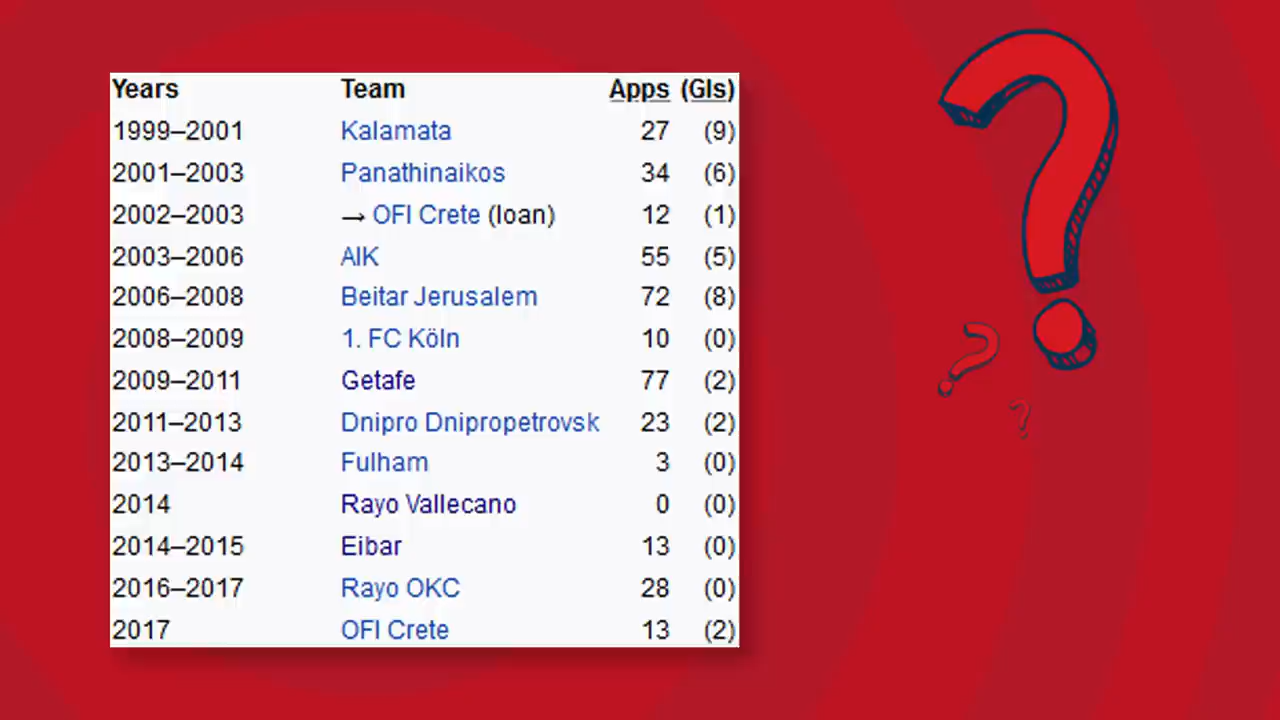 Years Team Apps (Gls)
1999–2001 Kalamata 27 (9)
2001–2003 Panathinaikos 34 (6)
2002–2003 → OFI Crete (loan) 12 (1)
2003–2006 AIK 55 (5)
2006–2008 Beitar Jerusalem 72 (8)
2008–2009 1. FC Köln 10 (0)
2009–2011 Getafe 77 (2)
2011–2013 Dnipro Dnipropetrovsk 23 (2)
2013–2014 Fulham 3 (0)
2014 Rayo Vallecano 0 (0)
2014–2015 Eibar 13 (0)
2016–2017 Rayo OKC 28 (0)
2017 OFI Crete 13 (2)
?
?
?